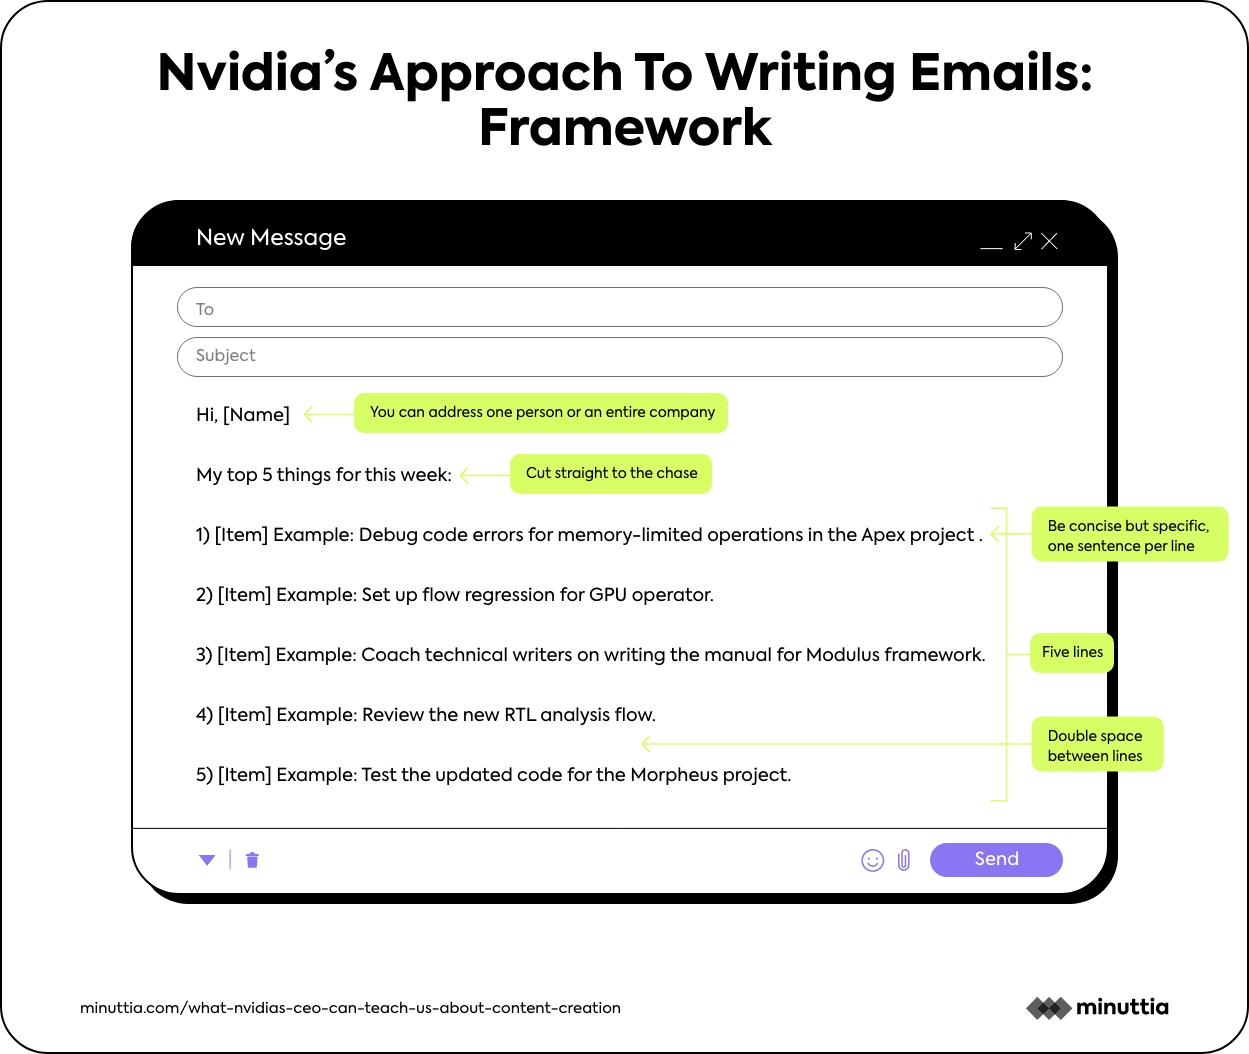 Nvidia’s Approach To Writing Emails:
Framework
New Message
To
Subject
Hi, [Name]
You can address one person or an entire company
My top 5 things for this week:
Cut straight to the chase
1) [Item] Example: Debug code errors for memory-limited operations in the Apex project .
Be concise but specific,
one sentence per line
2) [Item] Example: Set up flow regression for GPU operator.
3) [Item] Example: Coach technical writers on writing the manual for Modulus framework.
Five lines
4) [Item] Example: Review the new RTL analysis flow.
Double space
between lines
5) [Item] Example: Test the updated code for the Morpheus project.
Send
minuttia.com/what-nvidias-ceo-can-teach-us-about-content-creation
minuttia